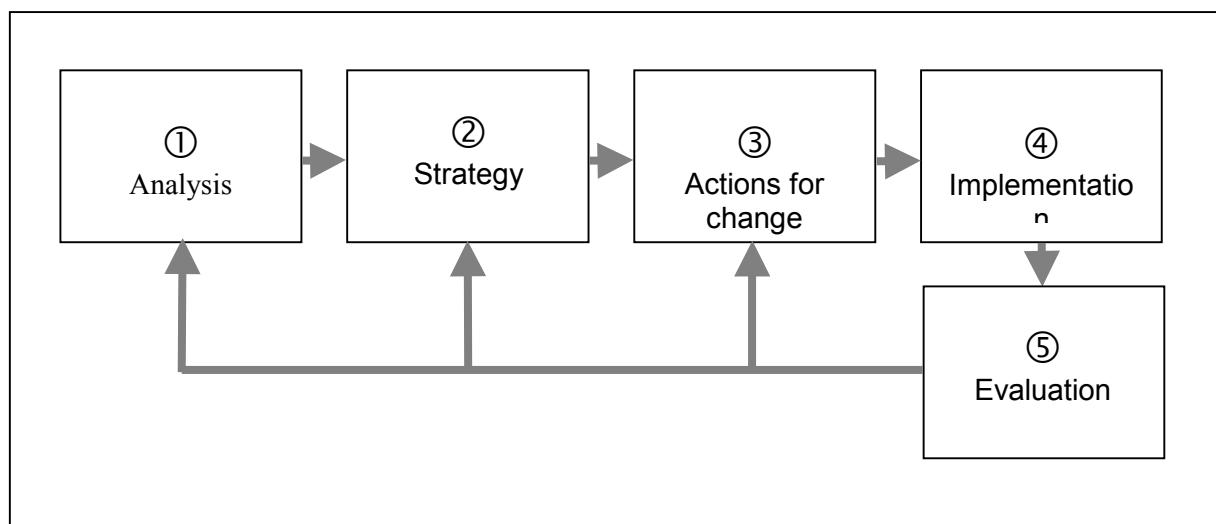 ①
Analysis
②
Strategy
③
Actions for
change
④
Implementatio
n
⑤
Evaluation